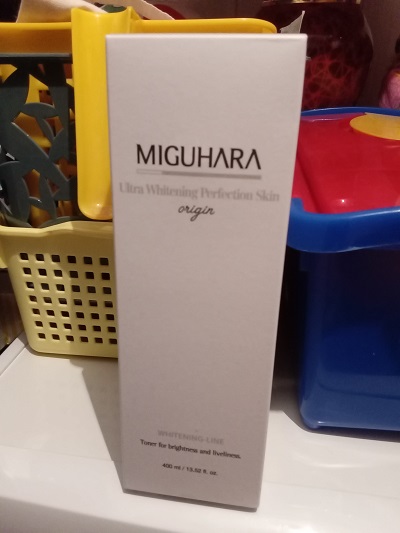 MIGUHARA
Ultra Whitening Perfection Skin
origin
WHITENING LINE
Toner for brightness and liveliness.
400 ml / 13.52 fl. oz.